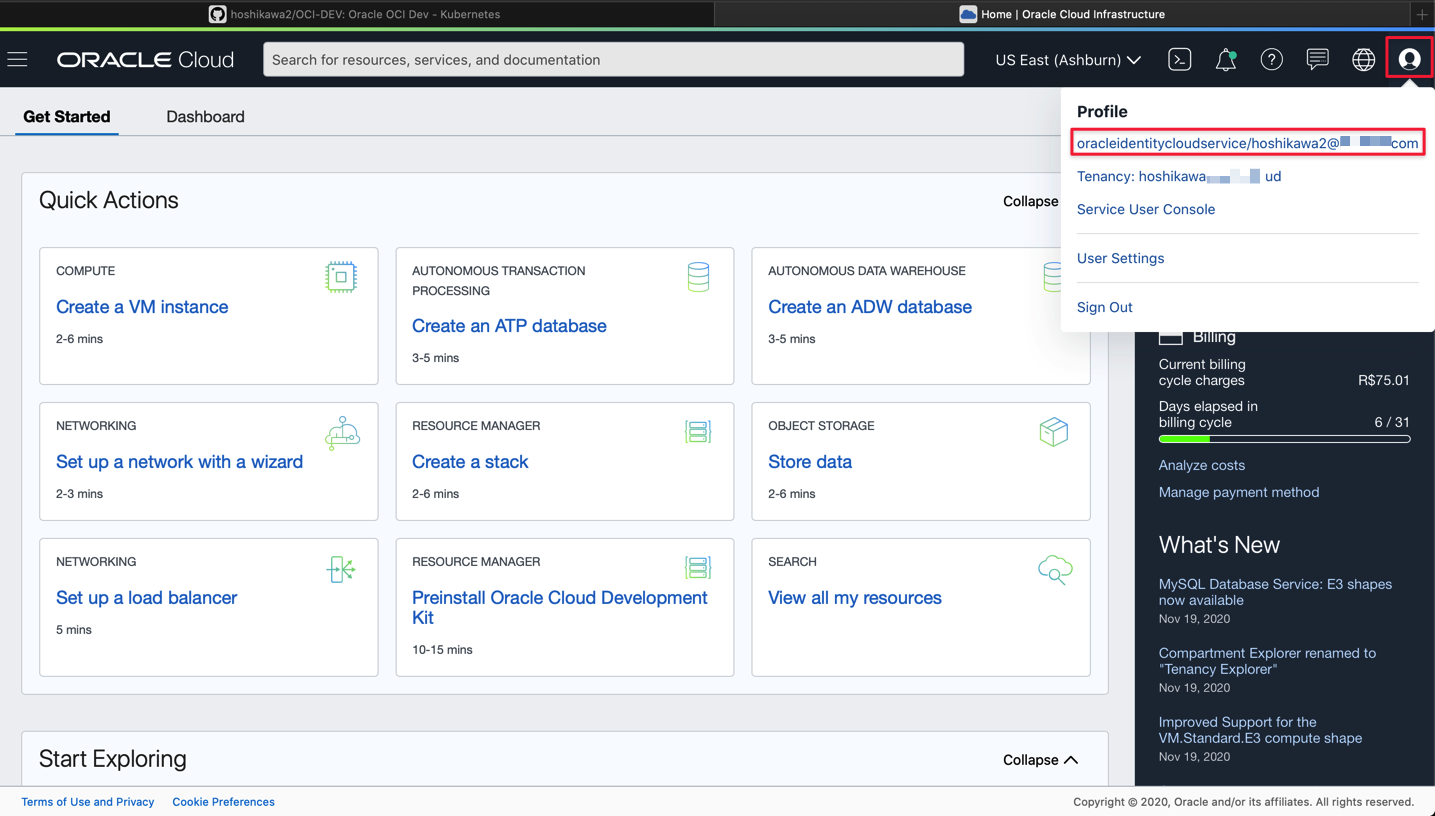 hoshikawa2/OCI-DEV: Oracle OCI Dev - Kubernetes
Home | Oracle Cloud Infrastructure
ORACLE Cloud
Search for resources, services, and documentation
US East (Ashburn)
Get Started
Dashboard
Profile
oracleidentitycloudservice/hoshikawa2@ com
Tenancy: hoshikawa ud
Service User Console
User Settings
Sign Out
Quick Actions
Collapse
COMPUTE
Create a VM instance
2-6 mins
AUTONOMOUS TRANSACTION
PROCESSING
Create an ATP database
3-5 mins
AUTONOMOUS DATA WAREHOUSE
Create an ADW database
3-5 mins
NETWORKING
Set up a network with a wizard
2-3 mins
RESOURCE MANAGER
Create a stack
2-6 mins
OBJECT STORAGE
Store data
2-6 mins
NETWORKING
Set up a load balancer
5 mins
RESOURCE MANAGER
Preinstall Oracle Cloud Development
Kit
10-15 mins
SEARCH
View all my resources
Billing
Current billing
cycle charges R$75.01
Days elapsed in
billing cycle 6 / 31
Analyze costs
Manage payment method
What's New
MySQL Database Service: E3 shapes
now available
Nov 19, 2020
Compartment Explorer renamed to
"Tenancy Explorer"
Nov 19, 2020
Improved Support for the
VM.Standard.E3 compute shape
Nov 19, 2020
Start Exploring
Collapse
Terms of Use and Privacy
Cookie Preferences
Copyright © 2020, Oracle and/or its affiliates. All rights reserved.